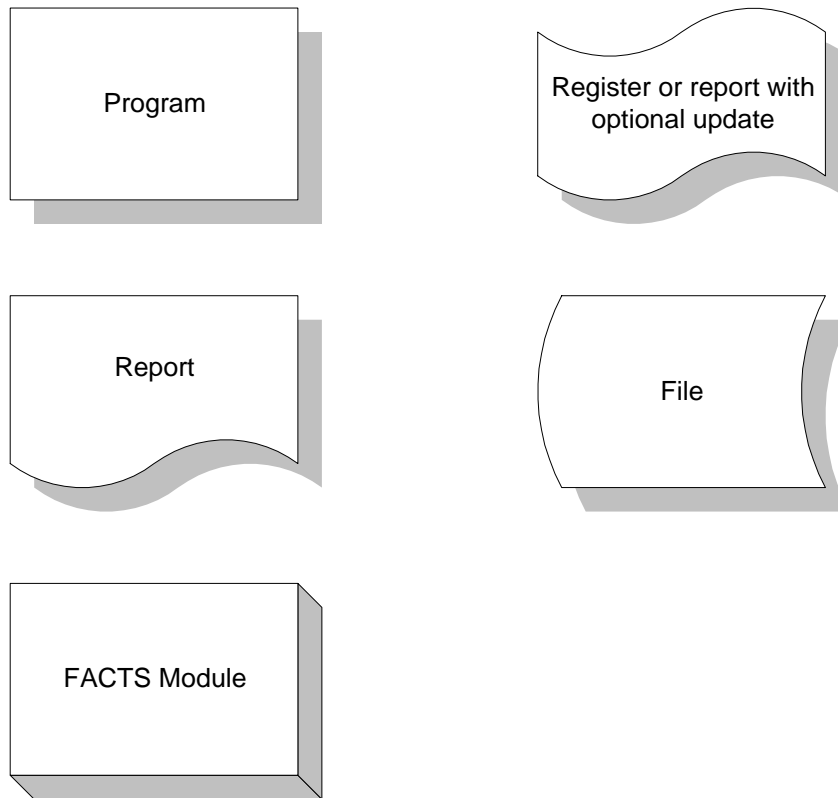 Program
Register or report with
optional update
Report
File
FACTS Module